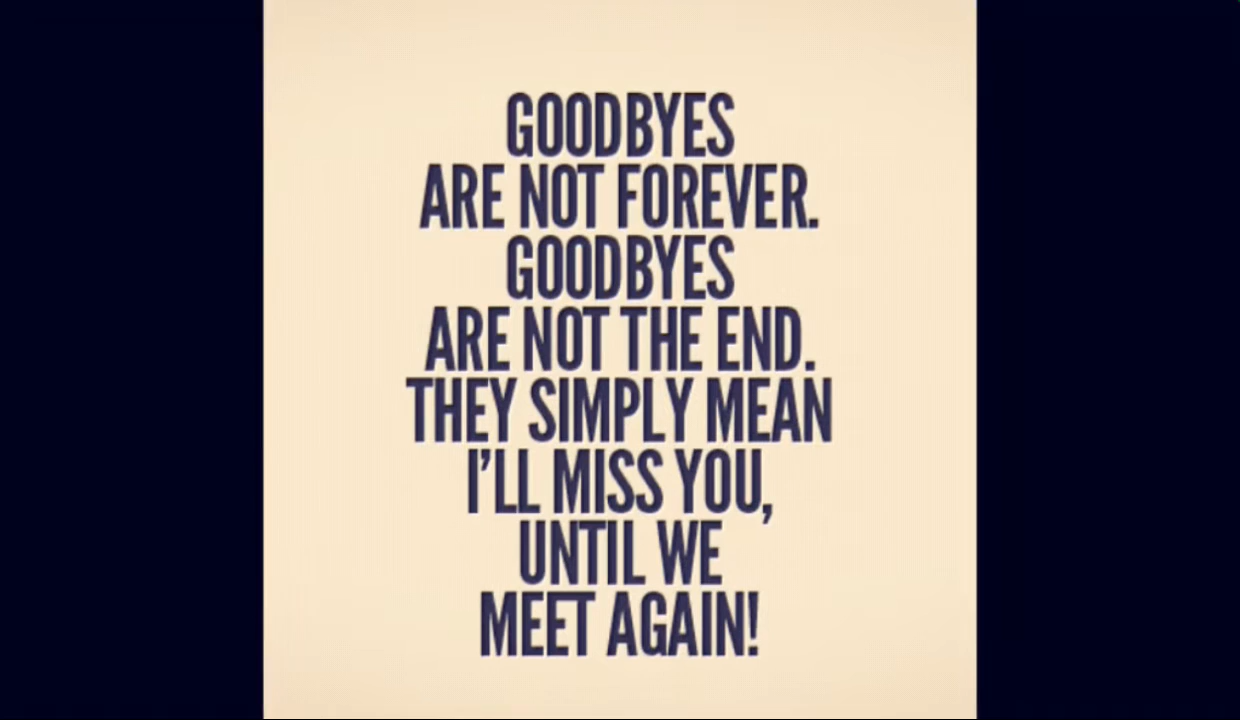 GOODBYES
ARE NOT FOREVER.
GOODBYES
ARE NOT THE END.
THEY SIMPLY MEAN
I'LL MISS YOU,
UNTIL WE
MEET AGAIN!